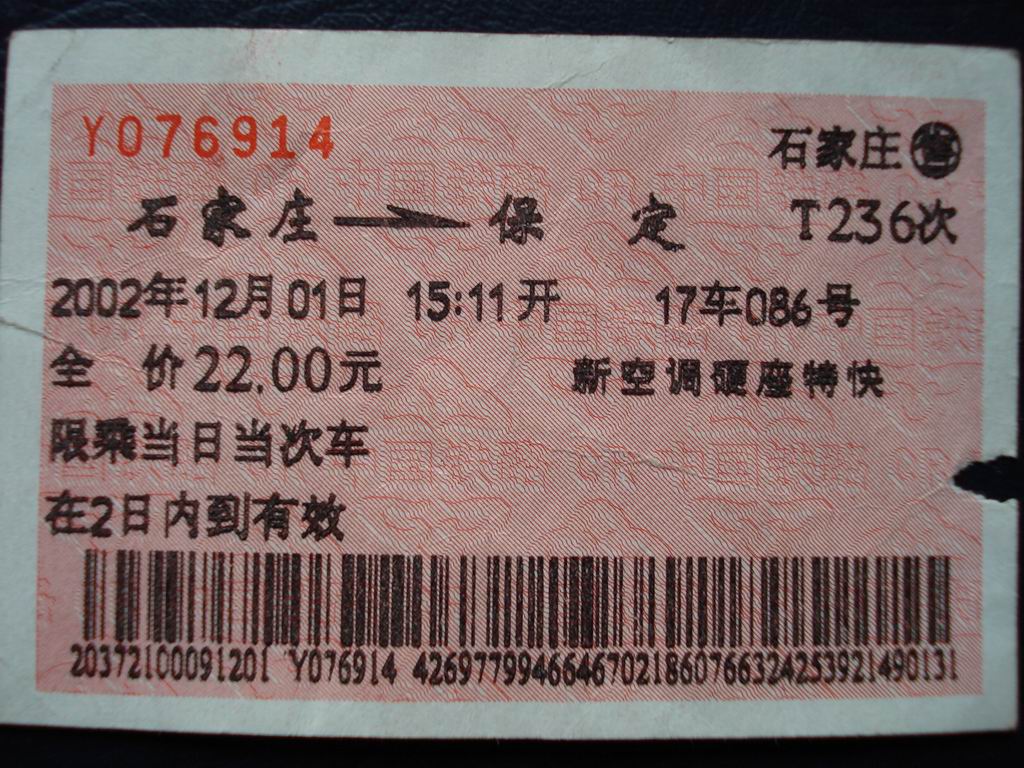 Y076914 石家庄售
石家庄 保定 T236次
2002年12月01日 15:11开 17车086号
全价22.00元 新空调硬座特快
限乘当日当次车
在2日内到有效
20372100091201 Y076914 4269779946646702186076632425392149013​1